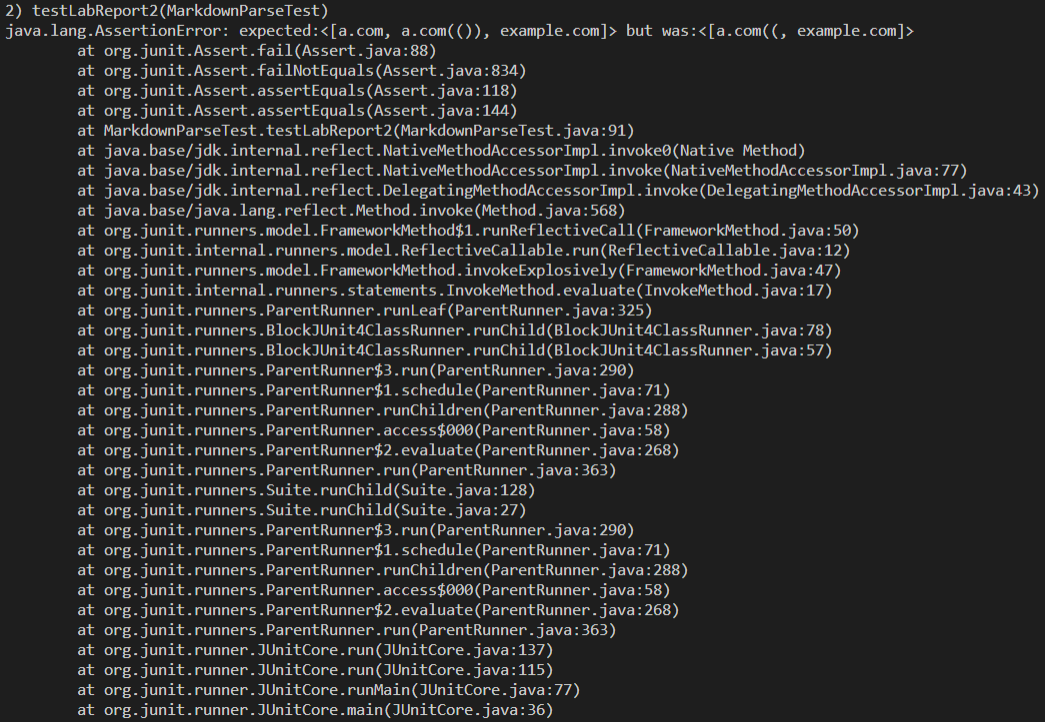 2) testLabReport2(MarkdownParseTest)
java.lang.AssertionError: expected:<[a.com, a.com(()), example.com]> but was:<[a.com((, example.com]>
        at org.junit.Assert.fail(Assert.java:88)
        at org.junit.Assert.failNotEquals(Assert.java:834)
        at org.junit.Assert.assertEquals(Assert.java:118)
        at org.junit.Assert.assertEquals(Assert.java:144)
        at MarkdownParseTest.testLabReport2(MarkdownParseTest.java:91)
        at java.base/jdk.internal.reflect.NativeMethodAccessorImpl.invoke0(Native Method)
        at java.base/jdk.internal.reflect.NativeMethodAccessorImpl.invoke(NativeMethodAccessorImpl.java:77)
        at java.base/jdk.internal.reflect.DelegatingMethodAccessorImpl.invoke(DelegatingMethodAccessorImpl.java:43)
        at java.base/java.lang.reflect.Method.invoke(Method.java:568)
        at org.junit.runners.model.FrameworkMethod$1.runReflectiveCall(FrameworkMethod.java:50)
        at org.junit.internal.runners.model.ReflectiveCallable.run(ReflectiveCallable.java:12)
        at org.junit.runners.model.FrameworkMethod.invokeExplosively(FrameworkMethod.java:47)
        at org.junit.internal.runners.statements.InvokeMethod.evaluate(InvokeMethod.java:17)
        at org.junit.runners.ParentRunner.runLeaf(ParentRunner.java:325)
        at org.junit.runners.BlockJUnit4ClassRunner.runChild(BlockJUnit4ClassRunner.java:78)
        at org.junit.runners.BlockJUnit4ClassRunner.runChild(BlockJUnit4ClassRunner.java:57)
        at org.junit.runners.ParentRunner$3.run(ParentRunner.java:290)
        at org.junit.runners.ParentRunner$1.schedule(ParentRunner.java:71)
        at org.junit.runners.ParentRunner.runChildren(ParentRunner.java:288)
        at org.junit.runners.ParentRunner.access$000(ParentRunner.java:58)
        at org.junit.runners.ParentRunner$2.evaluate(ParentRunner.java:268)
        at org.junit.runners.ParentRunner.run(ParentRunner.java:363)
        at org.junit.runners.Suite.runChild(Suite.java:128)
        at org.junit.runners.Suite.runChild(Suite.java:27)
        at org.junit.runners.ParentRunner$3.run(ParentRunner.java:290)
        at org.junit.runners.ParentRunner$1.schedule(ParentRunner.java:71)
        at org.junit.runners.ParentRunner.runChildren(ParentRunner.java:288)
        at org.junit.runners.ParentRunner.access$000(ParentRunner.java:58)
        at org.junit.runners.ParentRunner$2.evaluate(ParentRunner.java:268)
        at org.junit.runners.ParentRunner.run(ParentRunner.java:363)
        at org.junit.runner.JUnitCore.run(JUnitCore.java:137)
        at org.junit.runner.JUnitCore.run(JUnitCore.java:115)
        at org.junit.runner.JUnitCore.runMain(JUnitCore.java:77)
        at org.junit.runner.JUnitCore.main(JUnitCore.java:36)